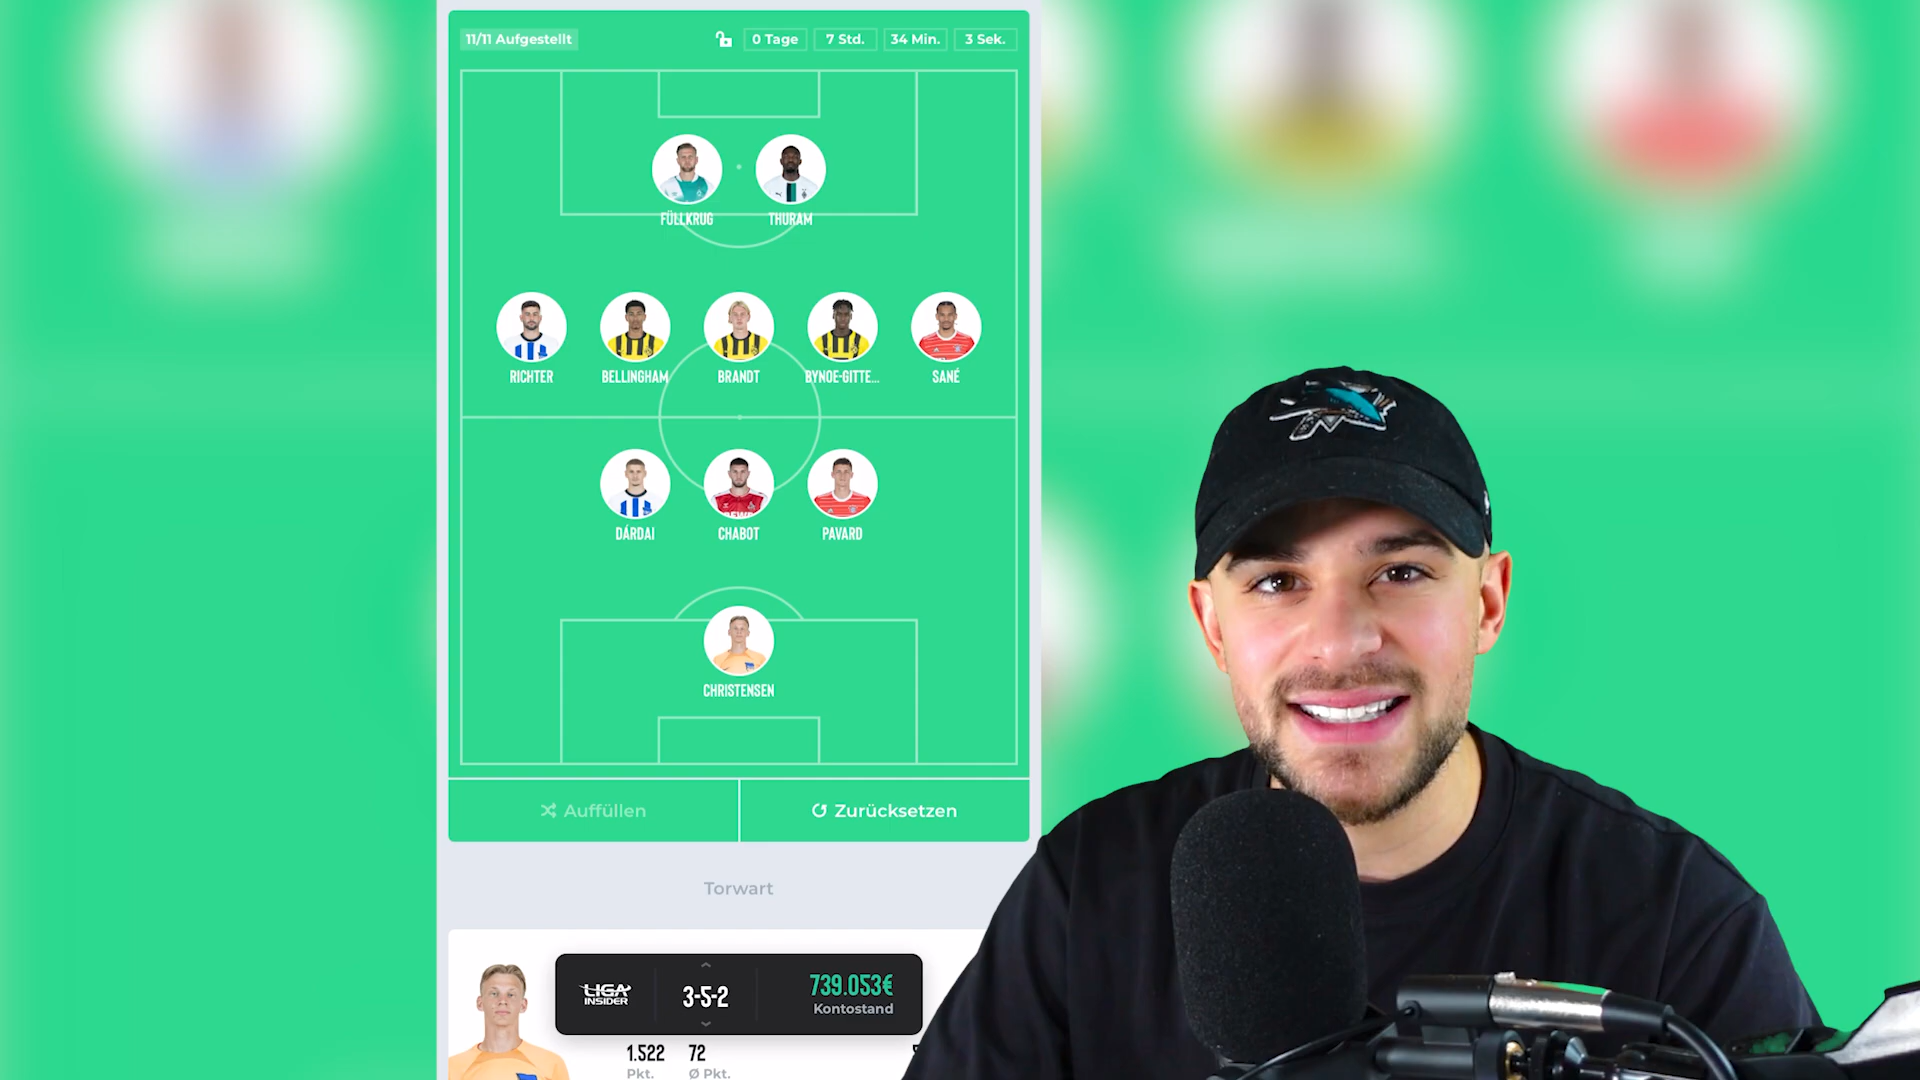 11/11 Aufgestellt
0 Tage
7 Std.
34 Min.
3 Sek.
FÜLLKRUG
THURAM
RICHTER
BELLINGHAM
BRANDT
BYNOE-GITTE...
SANÉ
DÁRDAI
CHABOT
PAVARD
CHRISTENSEN
Auffüllen
Zurücksetzen
Torwart
LIGA
INSIDER
3-5-2
739.053€
Kontostand
1.522
72
Pkt.
Ø Pkt.